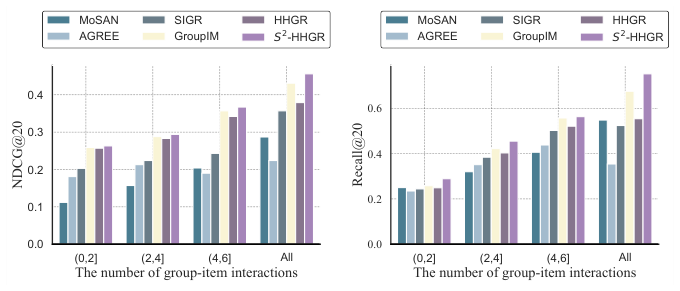 MoSAN SIGR HHGR
AGREE GroupIM S²-HHGR
NDCG@20
0.4
0.3
0.2
0.1
0.0
(0,2] (2,4] (4,6] All
The number of group-item interactions
MoSAN SIGR HHGR
AGREE GroupIM S²-HHGR
Recall@20
0.6
0.4
0.2
0.0
(0,2] (2,4] (4,6] All
The number of group-item interactions